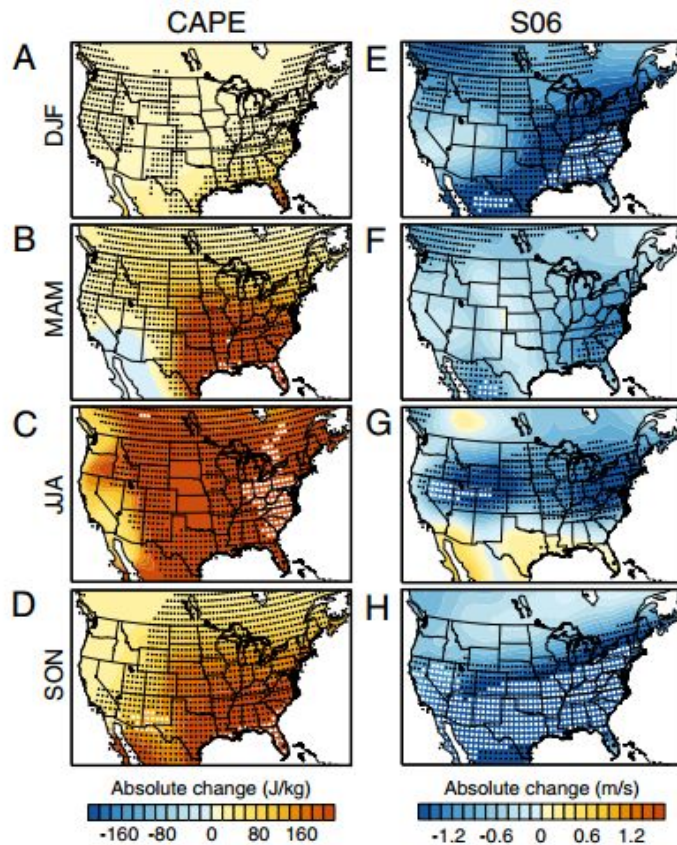 CAPE S06
A E
DJF
B F
MAM
C G
JJA
D H
SON
Absolute change (J/kg) Absolute change (m/s)
-160 -80 0 80 160 -1.2 -0.6 0 0.6 1.2